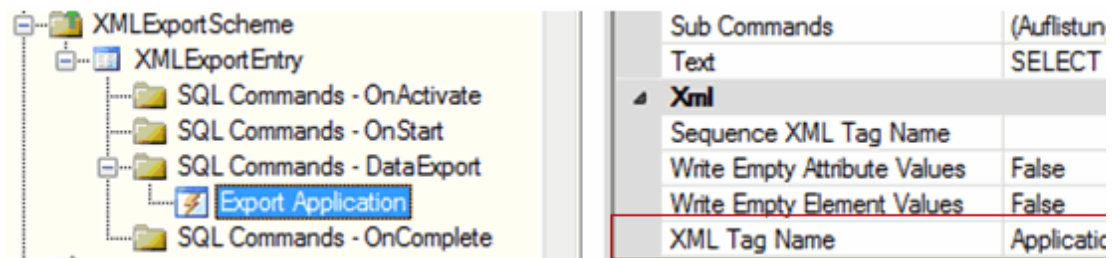 XMLExportScheme
XMLExportEntry
SQL Commands - OnActivate
SQL Commands - OnStart
SQL Commands - DataExport
Export Application
SQL Commands - OnComplete
Sub Commands (Auflistun
Text SELECT
Xml
Sequence XML Tag Name
Write Empty Attribute Values False
Write Empty Element Values False
XML Tag Name Applicatio